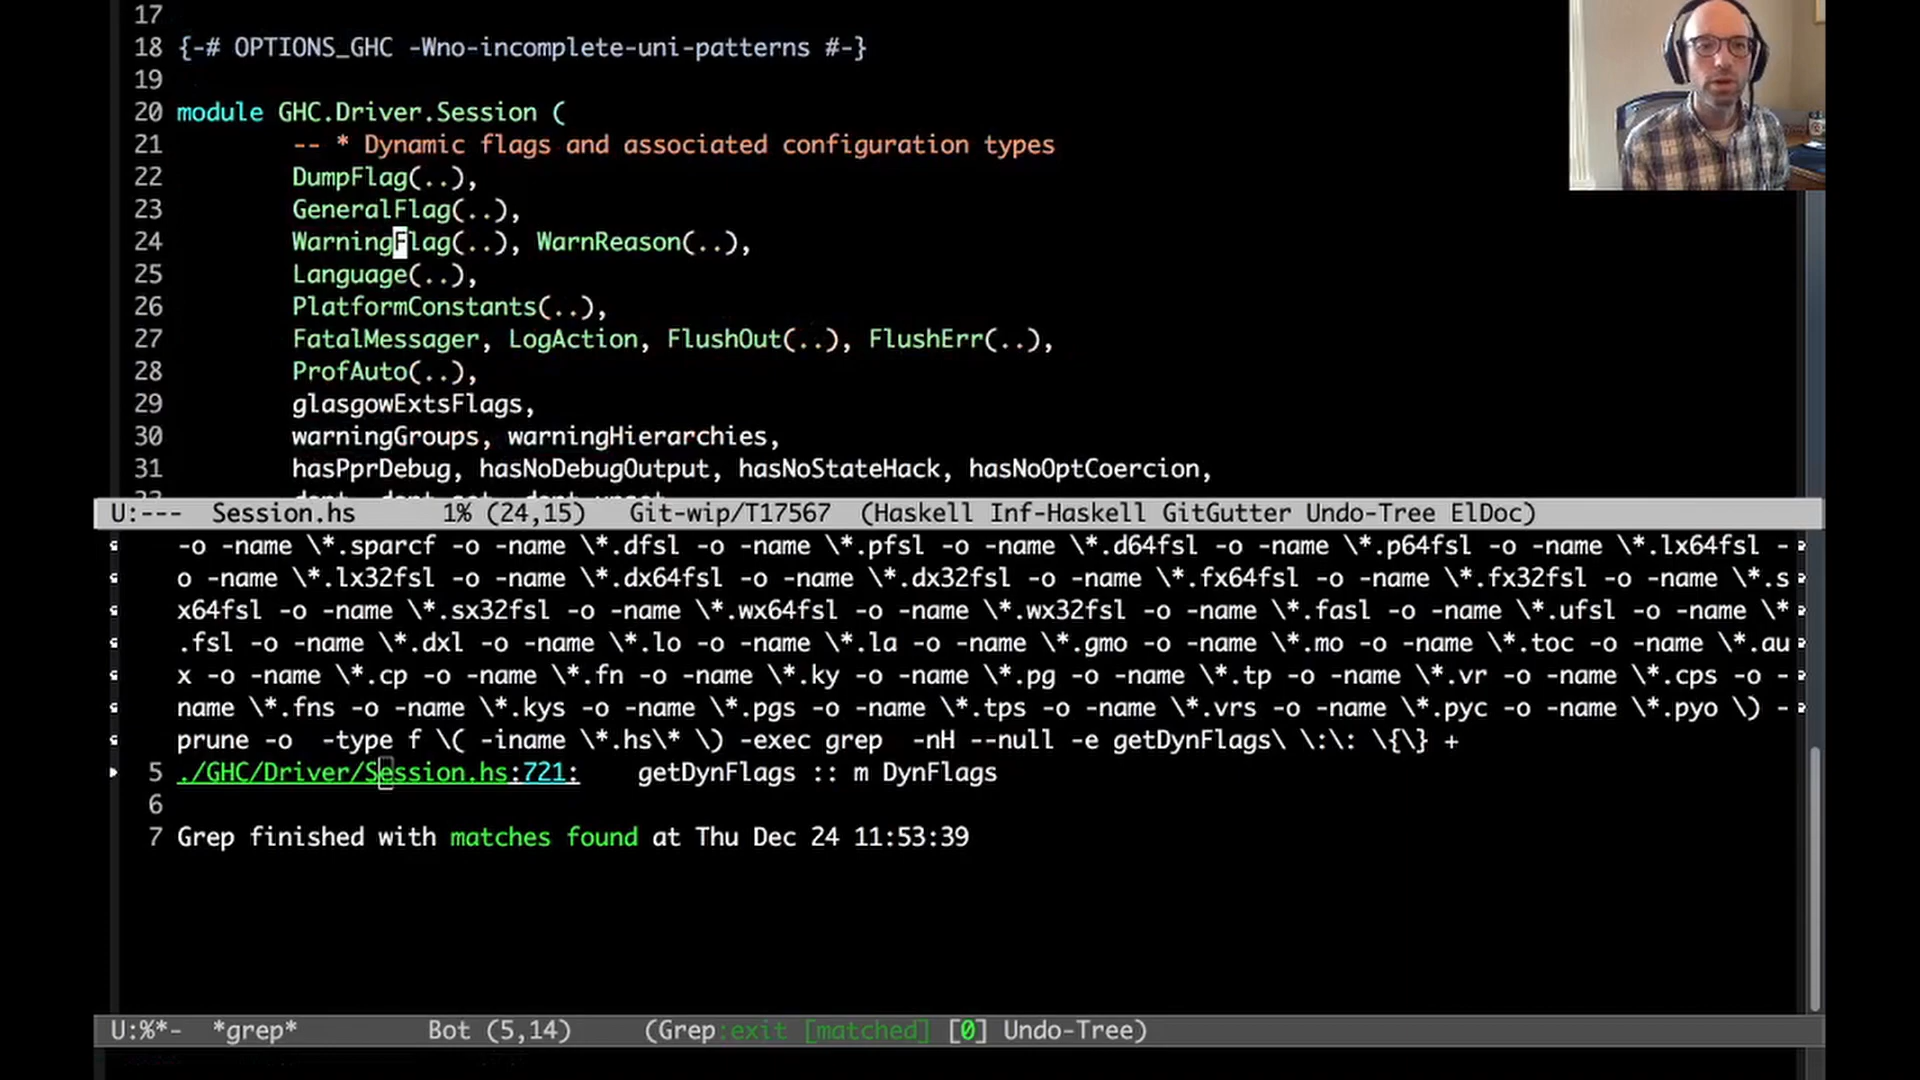 17
18 {-# OPTIONS_GHC -Wno-incomplete-uni-patterns #-}
19
20 module GHC.Driver.Session (
21 -- * Dynamic flags and associated configuration types
22 DumpFlag(..),
23 GeneralFlag(..),
24 WarningFlag(..), WarnReason(..),
25 Language(..),
26 PlatformConstants(..),
27 FatalMessager, LogAction, FlushOut(..), FlushErr(..),
28 ProfAuto(..),
29 glasgowExtsFlags,
30 warningGroups, warningHierarchies,
31 hasPprDebug, hasNoDebugOutput, hasNoStateHack, hasNoOptCoercion,
U:--- Session.hs 1% (24,15) Git-wip/T17567 (Haskell Inf-Haskell GitGutter Undo-Tree ElDoc)
-o -name \*.sparcf -o -name \*.dfsl -o -name \*.pfsl -o -name \*.d64fsl -o -name \*.p64fsl -o -name \*.lx64fsl -
o -name \*.lx32fsl -o -name \*.dx64fsl -o -name \*.dx32fsl -o -name \*.fx64fsl -o -name \*.fx32fsl -o -name \*.s
x64fsl -o -name \*.sx32fsl -o -name \*.wx64fsl -o -name \*.wx32fsl -o -name \*.fasl -o -name \*.ufsl -o -name \*
.fsl -o -name \*.dxl -o -name \*.lo -o -name \*.la -o -name \*.gmo -o -name \*.mo -o -name \*.toc -o -name \*.au
x -o -name \*.cp -o -name \*.fn -o -name \*.ky -o -name \*.pg -o -name \*.tp -o -name \*.vr -o -name \*.cps -o -
name \*.fns -o -name \*.kys -o -name \*.pgs -o -name \*.tps -o -name \*.vrs -o -name \*.pyc -o -name \*.pyo \) -
prune -o  -type f \( -iname \*.hs\* \) -exec grep  -nH --null -e getDynFlags\ \:\: \{\} +
5 ./GHC/Driver/Session.hs:721:    getDynFlags :: m DynFlags
6
7 Grep finished with matches found at Thu Dec 24 11:53:39
U:%*- *grep* Bot (5,14) (Grep:exit [matched] [0] Undo-Tree)